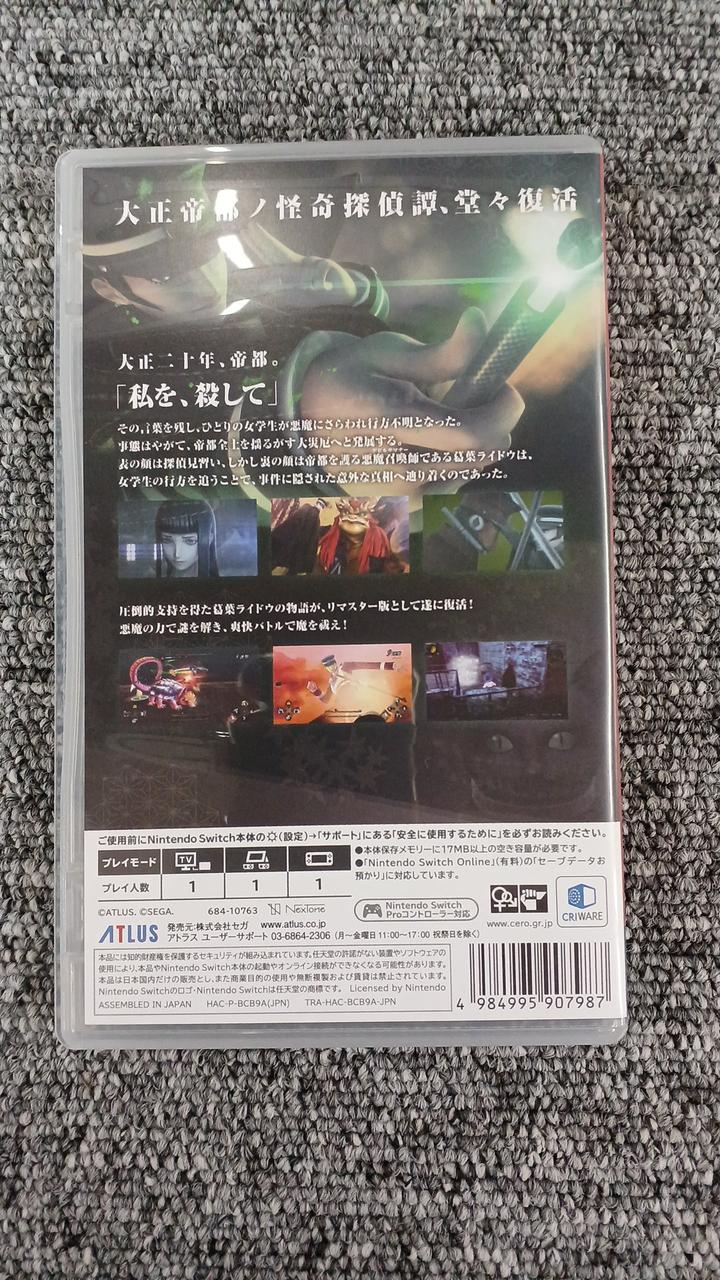 大正帝都ノ怪奇探偵譚、堂々復活
大正二十年、帝都。
「私を、殺して」
その言葉を残し、ひとりの女学生が悪魔にさらわれ行方不明となった。
事態はやがて、帝都全土を揺るがす大災厄へと発展する。
表の顔は探偵見習い、しかし裏の顔は帝都を護る悪魔召喚師である葛葉ライドウは、
女学生の行方を追うことで、事件に隠された意外な真相へ辿り着くのであった。
圧倒的支持を得た葛葉ライドウの物語が、リマスター版として遂に復活!
悪魔の力で謎を解き、爽快バトルで魔を祓え!
ご使用前にNintendo Switch本体の(設定)→「サポート」にある「安全に使用するために」を必ずお読みください。
プレイモード TV
プレイ人数 1 1 1
●本体保存メモリーに17MB以上の空き容量が必要です。
●「Nintendo Switch Online」(有料)の「セーブデータお
預かり」に対応しています。
©ATLUS. ©SEGA. 684-10763 NexTone
Nintendo Switch
Proコントローラー対応
www.cero.gr.jp
CRIWARE
ATLUS
発売元:株式会社セガ www.atlus.co.jp
アトラス ユーザーサポート 03-6864-2306 (月~金曜日 11:00~17:00 祝祭日を除く)
本品には知的財産権を保護するセキュリティが組み込まれています。任天堂の許諾がない装置やソフトウェアの
使用により、本品やNintendo Switch本体の起動やオンライン接続ができなくなる可能性があります。
本品は日本国内だけの販売とし、また商業目的の使用や無断複製および賃貸は禁止されています。
Nintendo Switchのロゴ・Nintendo Switchは任天堂の商標です。 Licensed by Nintendo
ASSEMBLED IN JAPAN HAC-P-BCB9A(JPN) TRA-HAC-BCB9A-JPN
4 984995 907987